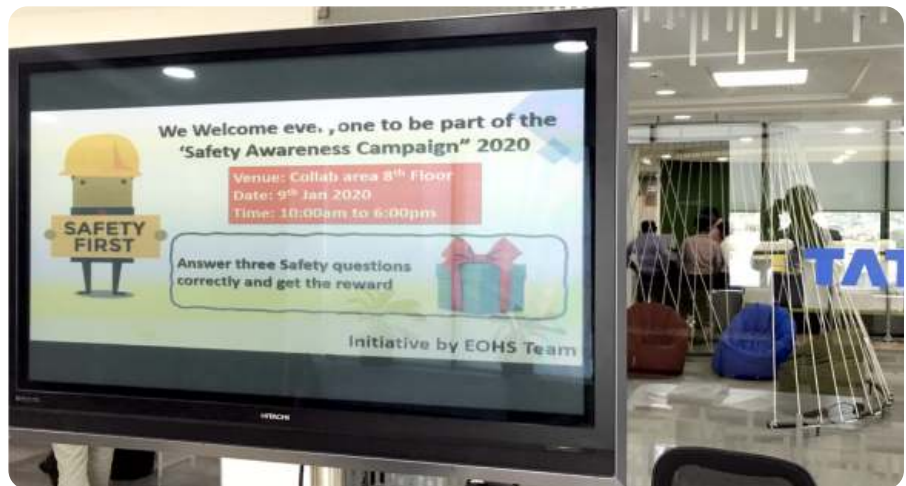 We Welcome eve. , one to be part of the
'Safety Awareness Campaign" 2020
Venue: Collab area 8th Floor
Date: 9th Jan 2020
Time: 10:00am to 6:00pm
SAFETY
FIRST
Answer three Safety questions
correctly and get the reward
Initiative by EOHS Team
HITACHI
TAT